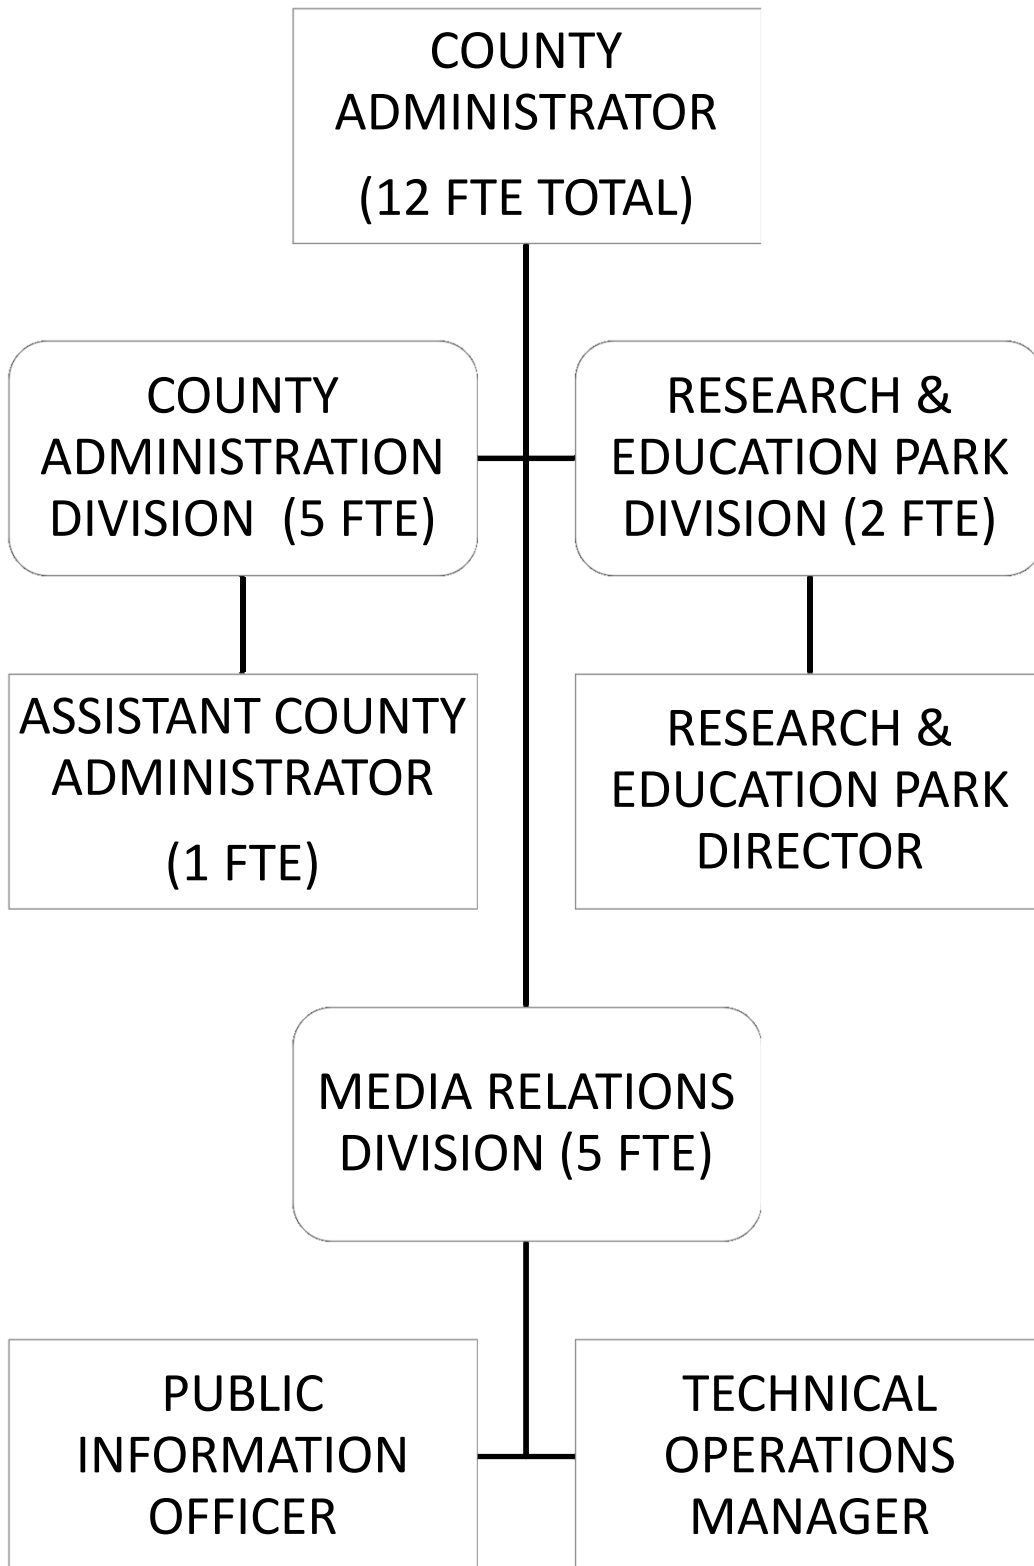 COUNTY
ADMINISTRATOR
(12 FTE TOTAL)
COUNTY
ADMINISTRATION
DIVISION  (5 FTE)
RESEARCH &
EDUCATION PARK
DIVISION (2 FTE)
ASSISTANT COUNTY
ADMINISTRATOR
(1 FTE)
RESEARCH &
EDUCATION PARK
DIRECTOR
MEDIA RELATIONS
DIVISION (5 FTE)
PUBLIC
INFORMATION
OFFICER
TECHNICAL
OPERATIONS
MANAGER